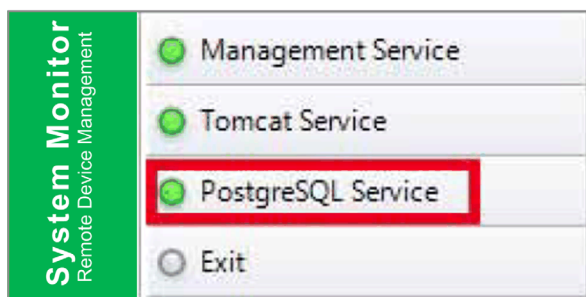 System Monitor
Remote Device Management
Management Service
Tomcat Service
PostgreSQL Service
Exit